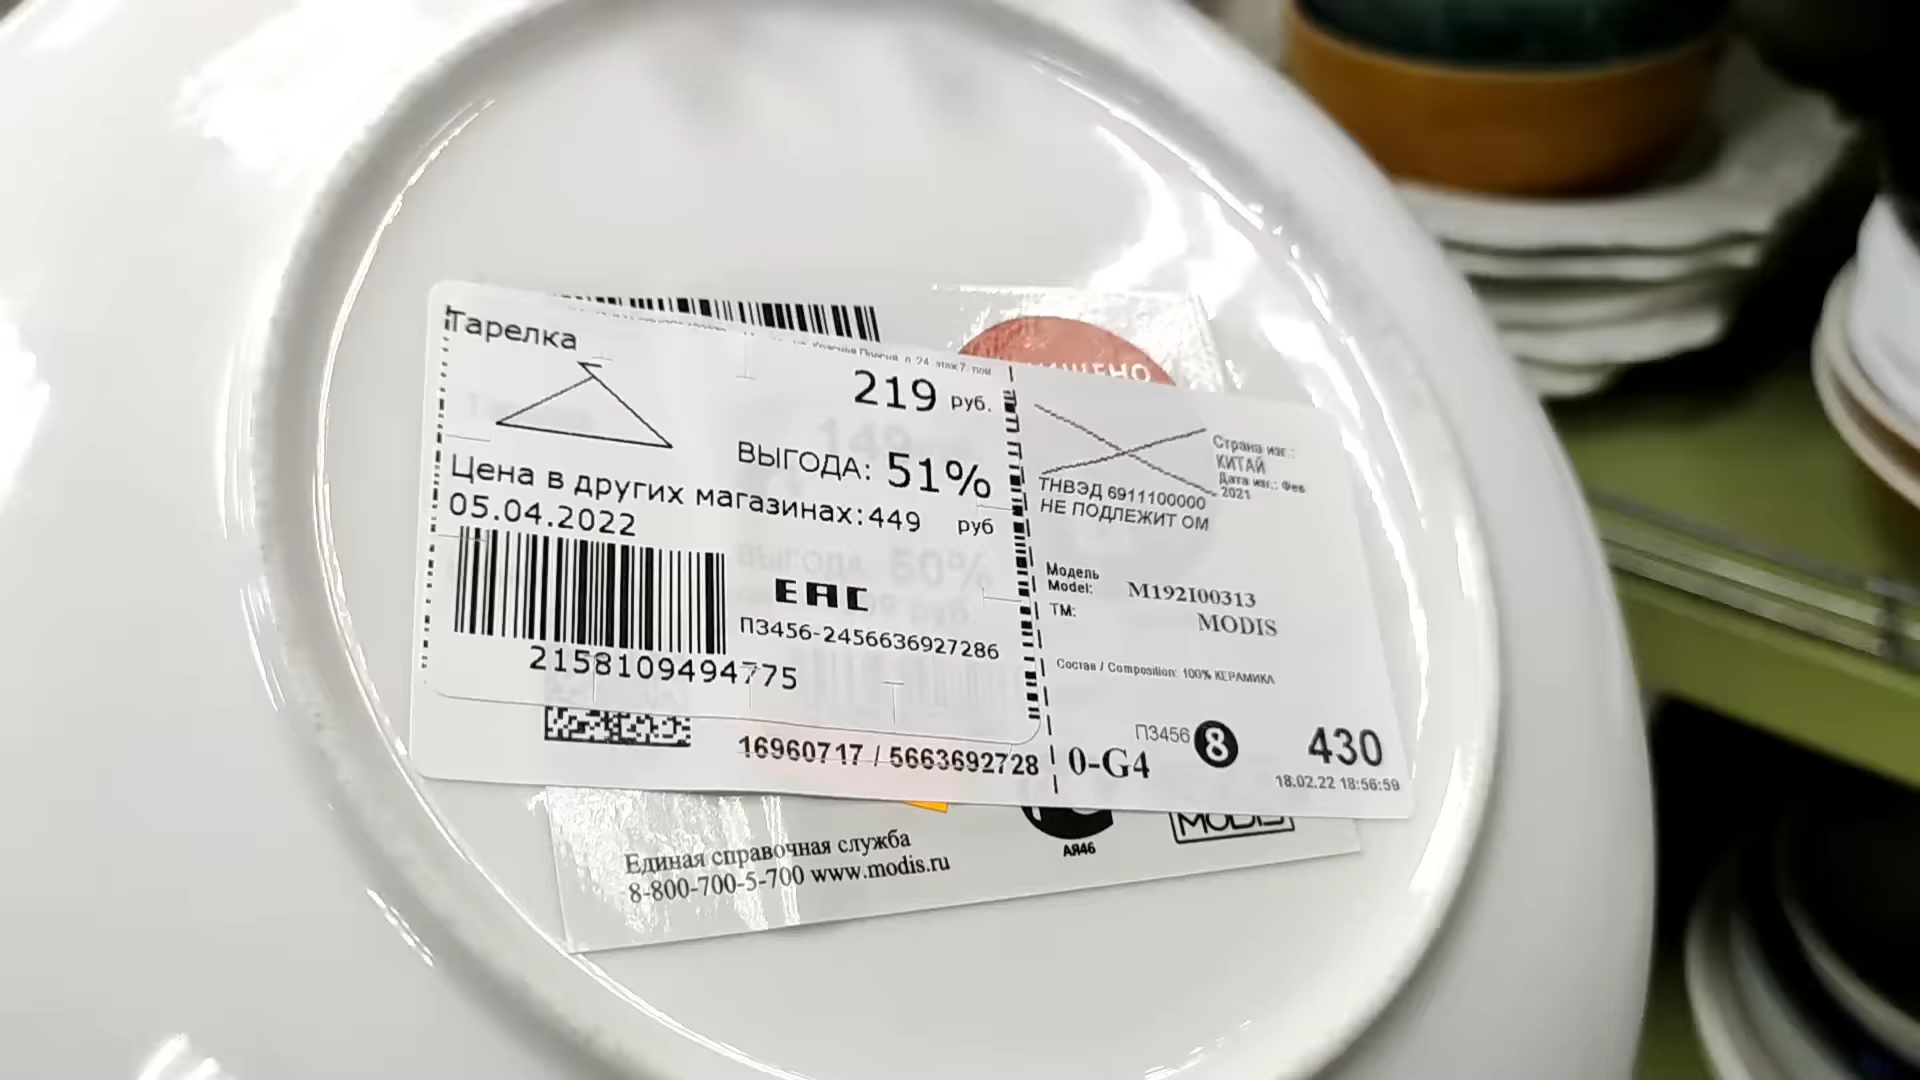 Тарелка
219 руб.
ВЫГОДА: 51%
Цена в других магазинах:449 руб
05.04.2022
EAC
П3456-2456636927286
2158109494775
16960717 / 5663692728
Страна изг.:
КИТАЙ
Дата изг.: Фев
2021
ТНВЭД 6911100000
НЕ ПОДЛЕЖИТ ОМ
Модель
Model: M192I00313
TM: MODIS
Состав / Composition: 100% КЕРАМИКА
0-G4
П3456 8 430
18.02.22 18:56:59
АЯ46
MODIS
Единая справочная служба
8-800-700-5-700 www.modis.ru